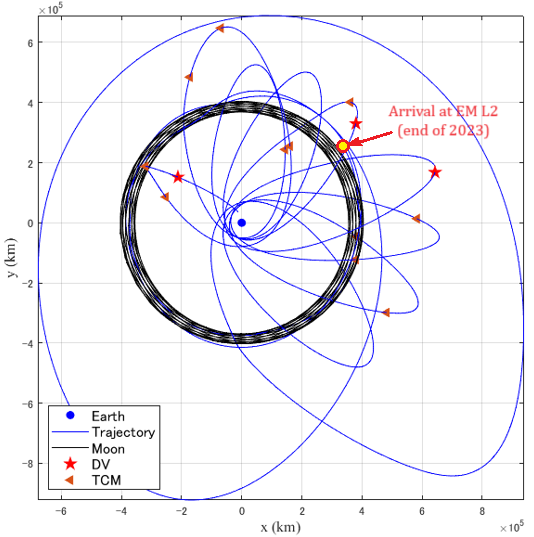 ×10⁵
6
4
2
0
-2
-4
-6
-8
y (km)
Arrival at EM L2
(end of 2023)
Earth
Trajectory
Moon
DV
TCM
-6
-4
-2
0
2
4
6
8
x (km)
×10⁵